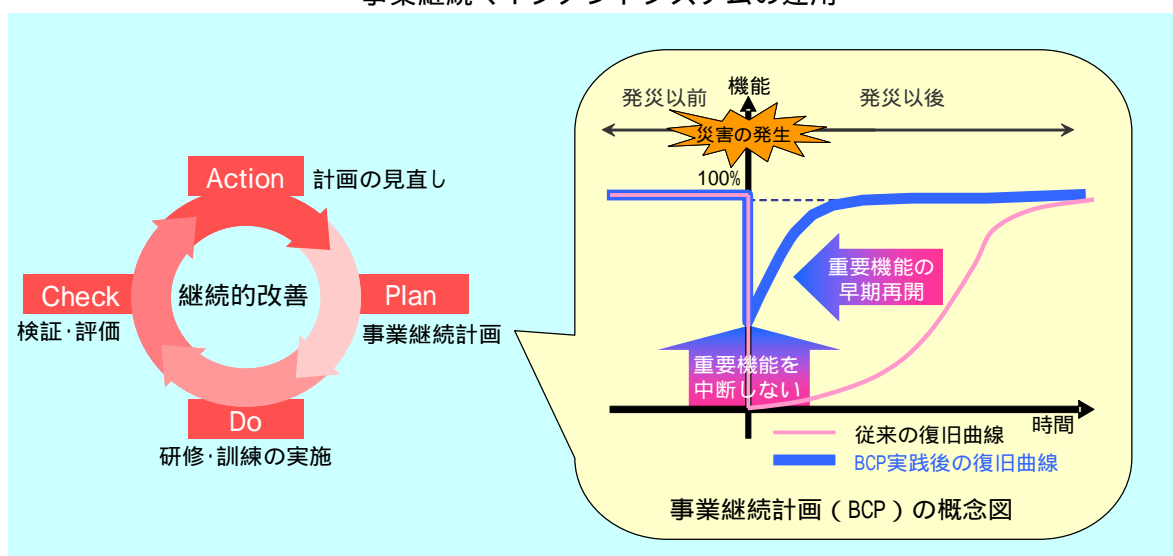 Action
計画の見直し
Check
検証・評価
継続的改善
Plan
事業継続計画
Do
研修・訓練の実施
機能
発災以前
発災以後
災害の発生
100%
重要機能の
早期再開
重要機能を
中断しない
時間
従来の復旧曲線
BCP実践後の復旧曲線
事業継続計画(BCP)の概念図